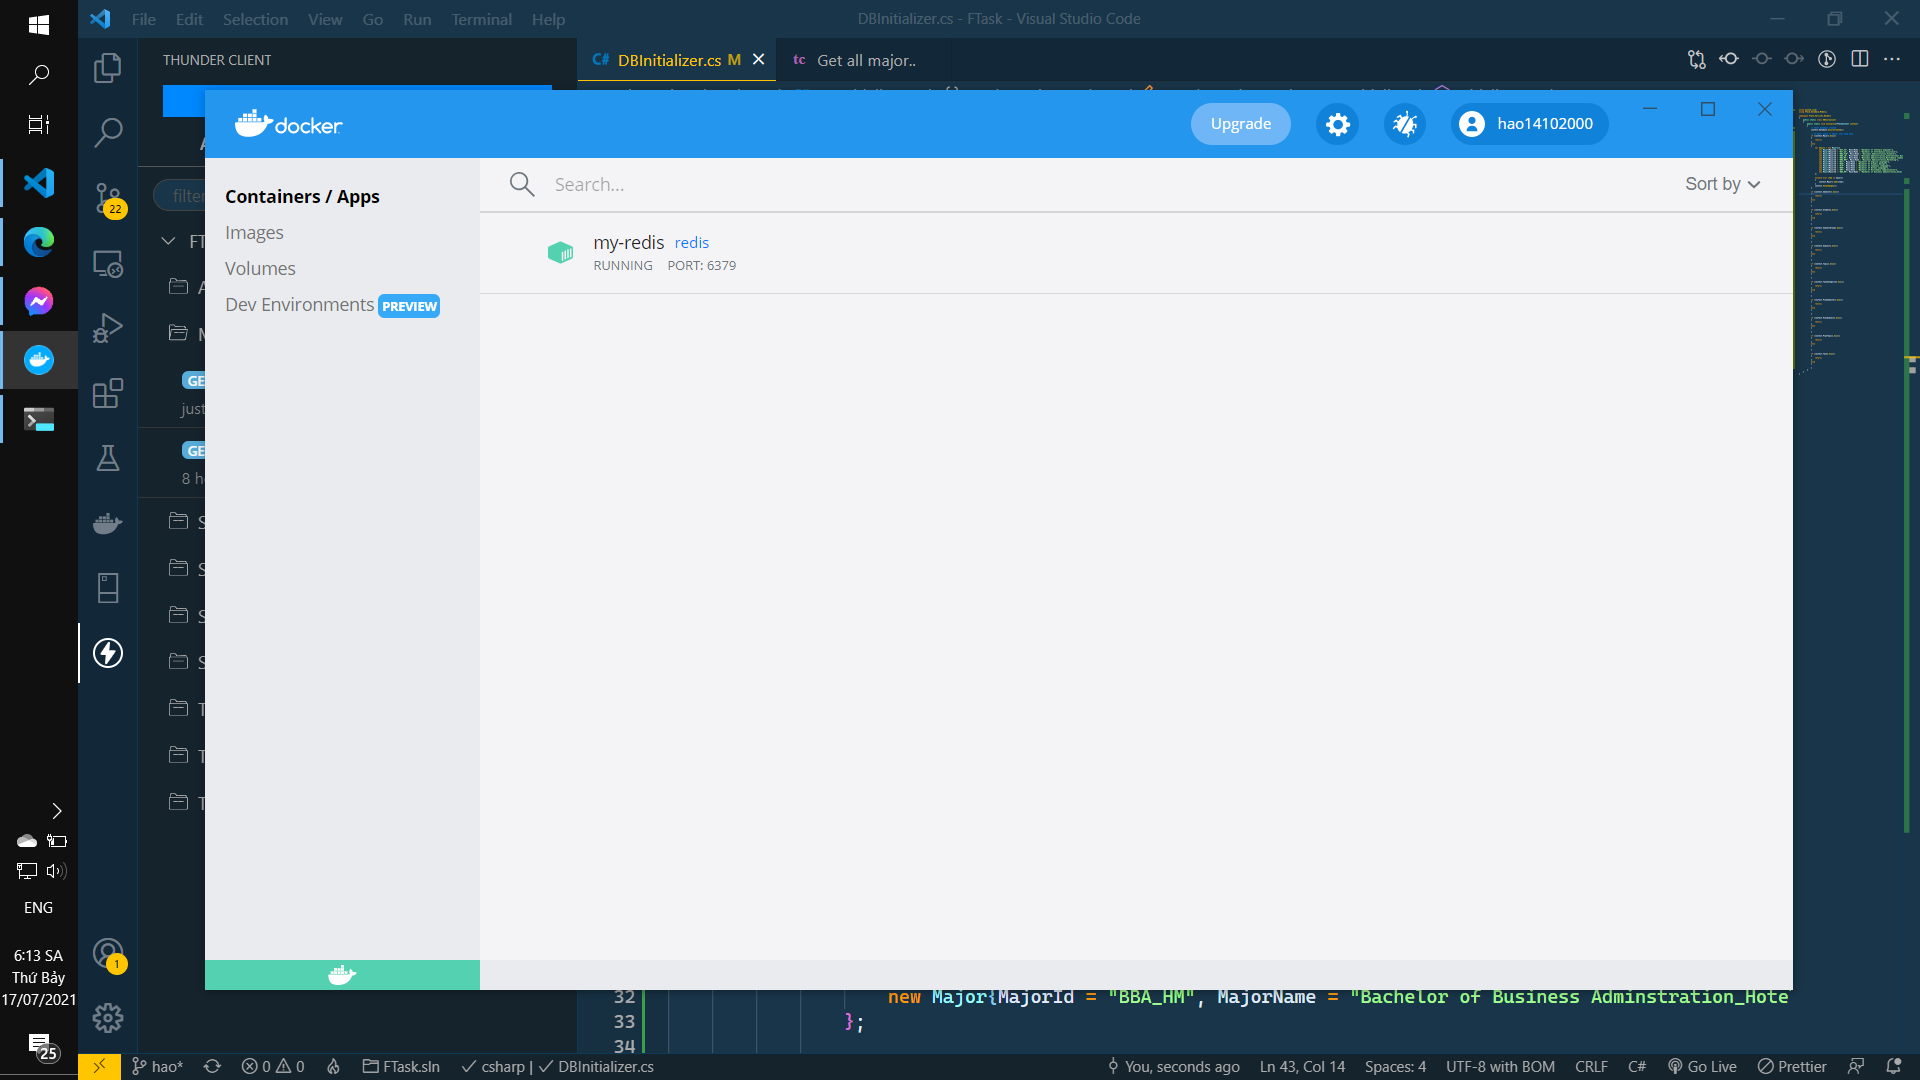 File Edit Selection View Go Run Terminal Help
DBInitializer.cs - FTask - Visual Studio Code
THUNDER CLIENT
C# DBInitializer.cs M
tc Get all major..
docker
Upgrade
hao14102000
Containers / Apps
Images
Volumes
Dev Environments PREVIEW
Search...
Sort by
my-redis redis
RUNNING PORT: 6379
22
filter
FT
GE
just
GE
8 h
S
S
S
S
T
T
T
ENG
6:13 SA
Thứ Bảy
17/07/2021
25
1
32 new Major{MajorId = "BBA_HM", MajorName = "Bachelor of Business Adminstration_Hote
33 };
34
hao* 0 0 FTask.sln csharp | DBInitializer.cs
You, seconds ago Ln 43, Col 14 Spaces: 4 UTF-8 with BOM CRLF C# Go Live Prettier